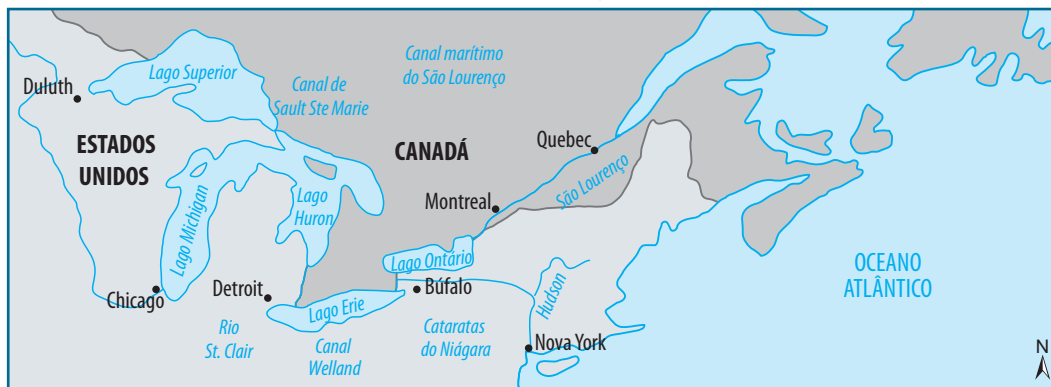 Lago Superior
Duluth
Canal de
Sault Ste Marie
Canal marítimo
do São Lourenço
ESTADOS
UNIDOS
CANADÁ
Quebec
São Lourenço
Montreal
Lago Michigan
Lago
Huron
Lago Ontário
Chicago
Detroit
Lago Erie
Búfalo
Hudson
OCEANO
ATLÂNTICO
Rio
St. Clair
Canal
Welland
Cataratas
do Niágara
Nova York
N